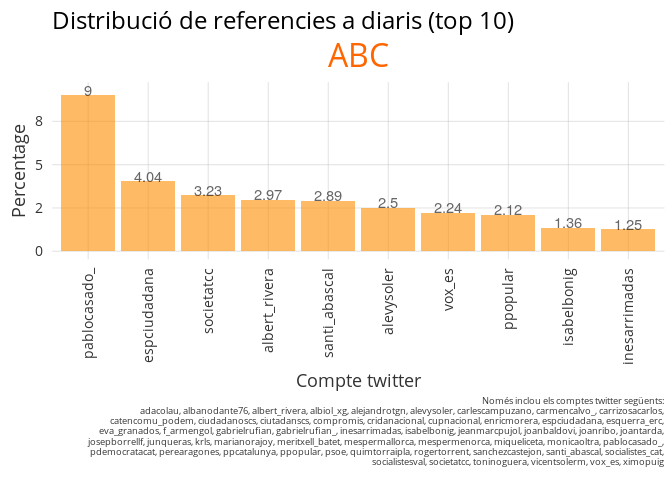 Distribució de referencies a diaris (top 10)
ABC
9
4.04
3.23
2.97
2.89
2.5
2.24
2.12
1.36
1.25
Percentage
8
5
2
0
pablocasado_
espciudadana
societatcc
albert_rivera
santi_abascal
alevysoler
vox_es
ppopular
isabelbonig
inesarrimadas
Compte twitter
Només inclou els comptes twitter següents:
adacolau, albanodante76, albert_rivera, albiol_xg, alejandrotgn, alevysoler, carlescampuzano, carmencalvo_, carrizosacarlos,
catencomu_podem, ciudadanoscs, ciutadanscs, compromis, cridanacional, cupnacional, enricmorera, espciudadana, esquerra_erc,
eva_granados, f_armengol, gabrielrufian, gabrielrufian_, inesarrimadas, isabelbonig, jeanmarcpujol, joanbaldovi, joanribo, joantarda,
josepborrellf, junqueras, krls, marianorajoy, meritxell_batet, mespermallorca, mespermenorca, miqueliceta, monicaoltra, pablocasado_,
pdemocratacat, perearagones, ppcatalunya, ppopular, psoe, quimtorraipla, rogertorrent, sanchezcastejon, santi_abascal, socialistes_cat,
socialistesval, societatcc, toninoguera, vicentsolerm, vox_es, ximopuig